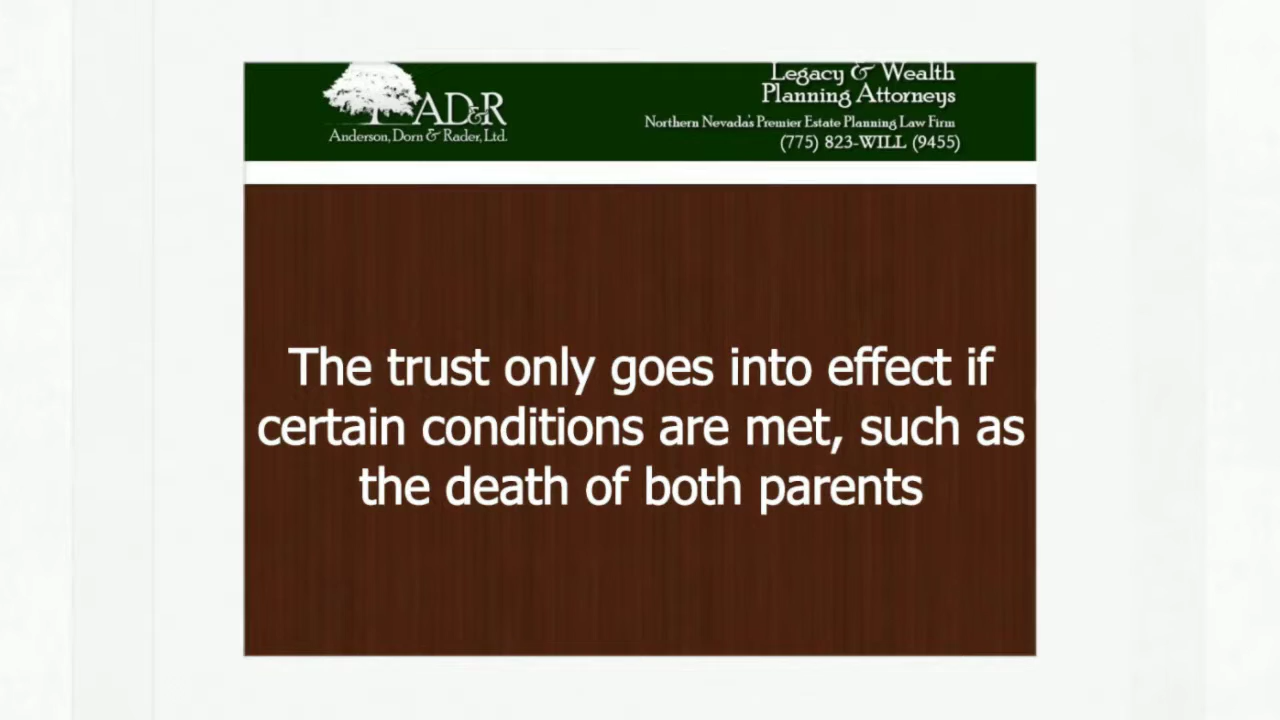 AD&R
Anderson, Dorn & Rader, Ltd.
Legacy & Wealth
Planning Attorneys
Northern Nevada's Premier Estate Planning Law Firm
(775) 823-WILL (9455)
The trust only goes into effect if
certain conditions are met, such as
the death of both parents